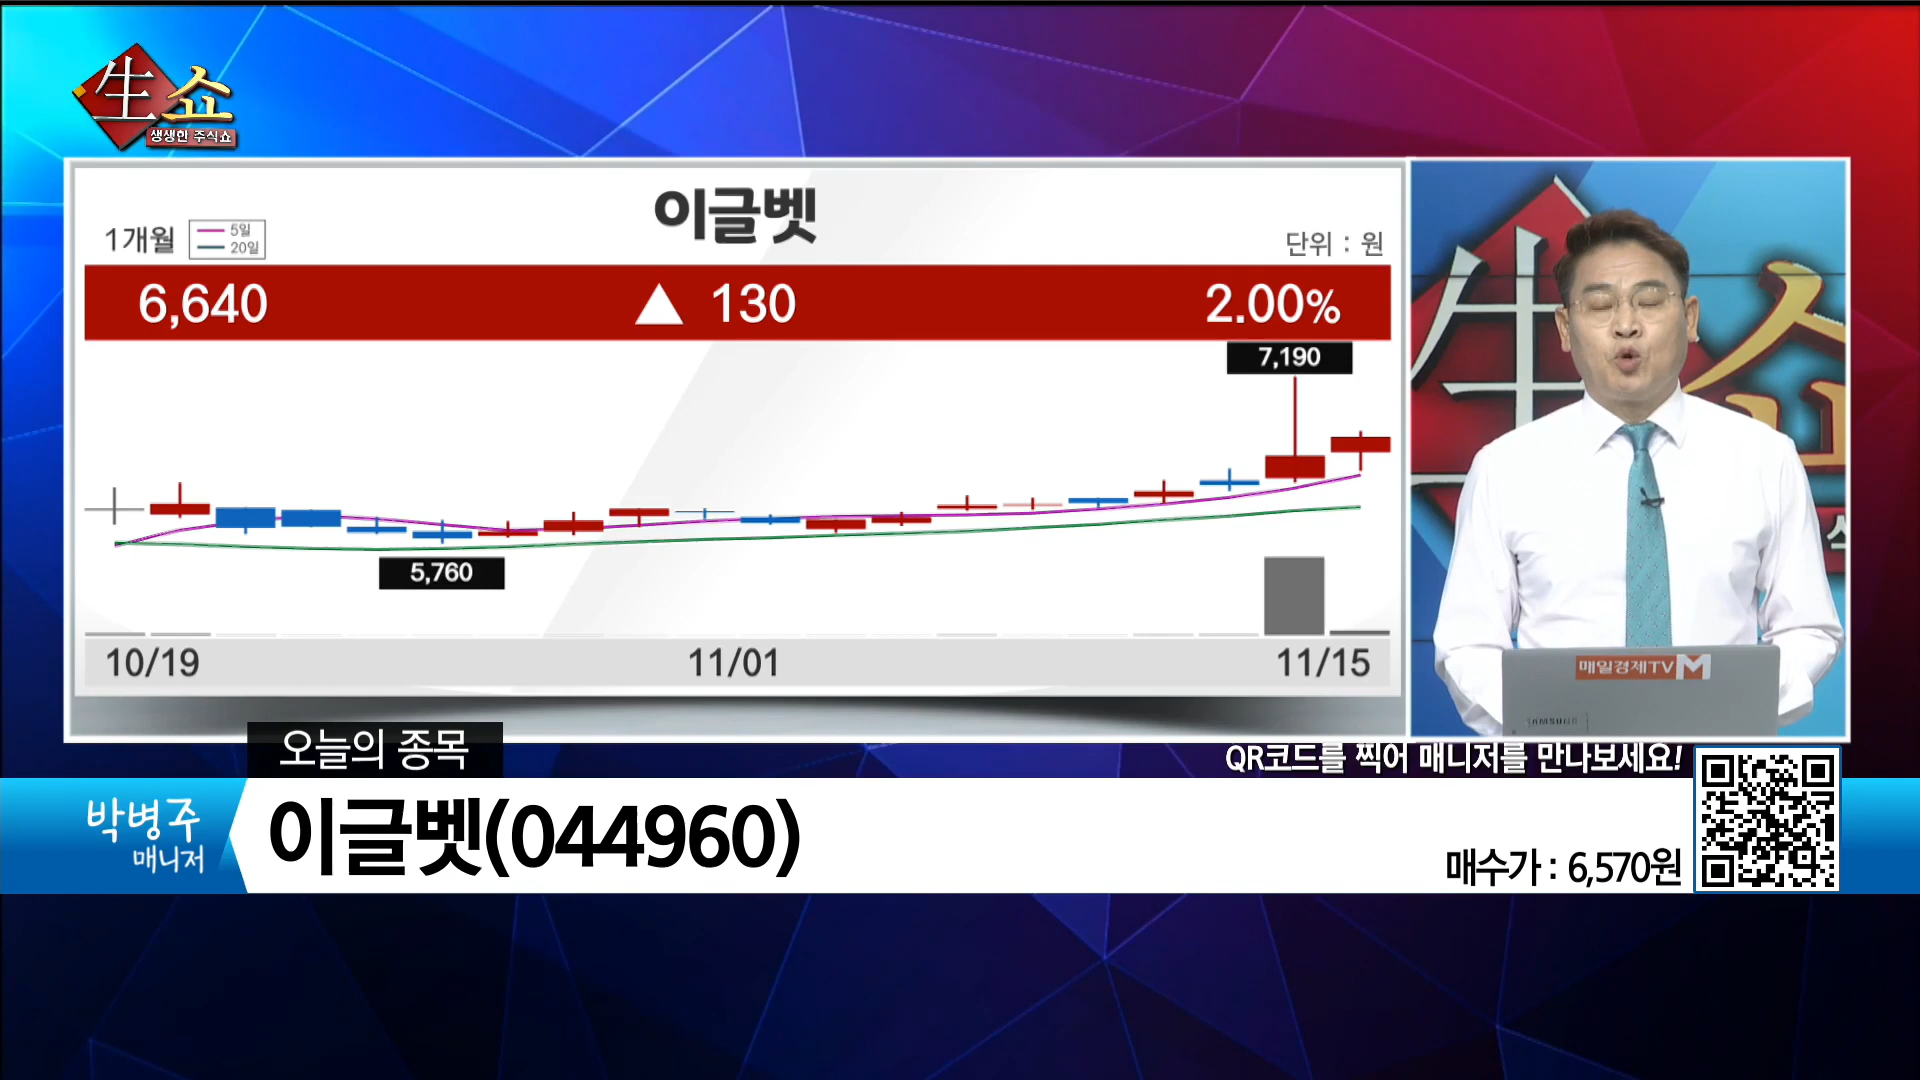 生쇼
생생한 주식쇼
이글벳
1개월
5일
20일
단위 : 원
6,640 ▲ 130 2.00%
7,190
5,760
10/19 11/01 11/15
生쇼
매일경제TV M
SAMSUNG
오늘의 종목
QR코드를 찍어 매니저를 만나보세요!
박병주
매니저
이글벳(044960)
매수가 : 6,570원